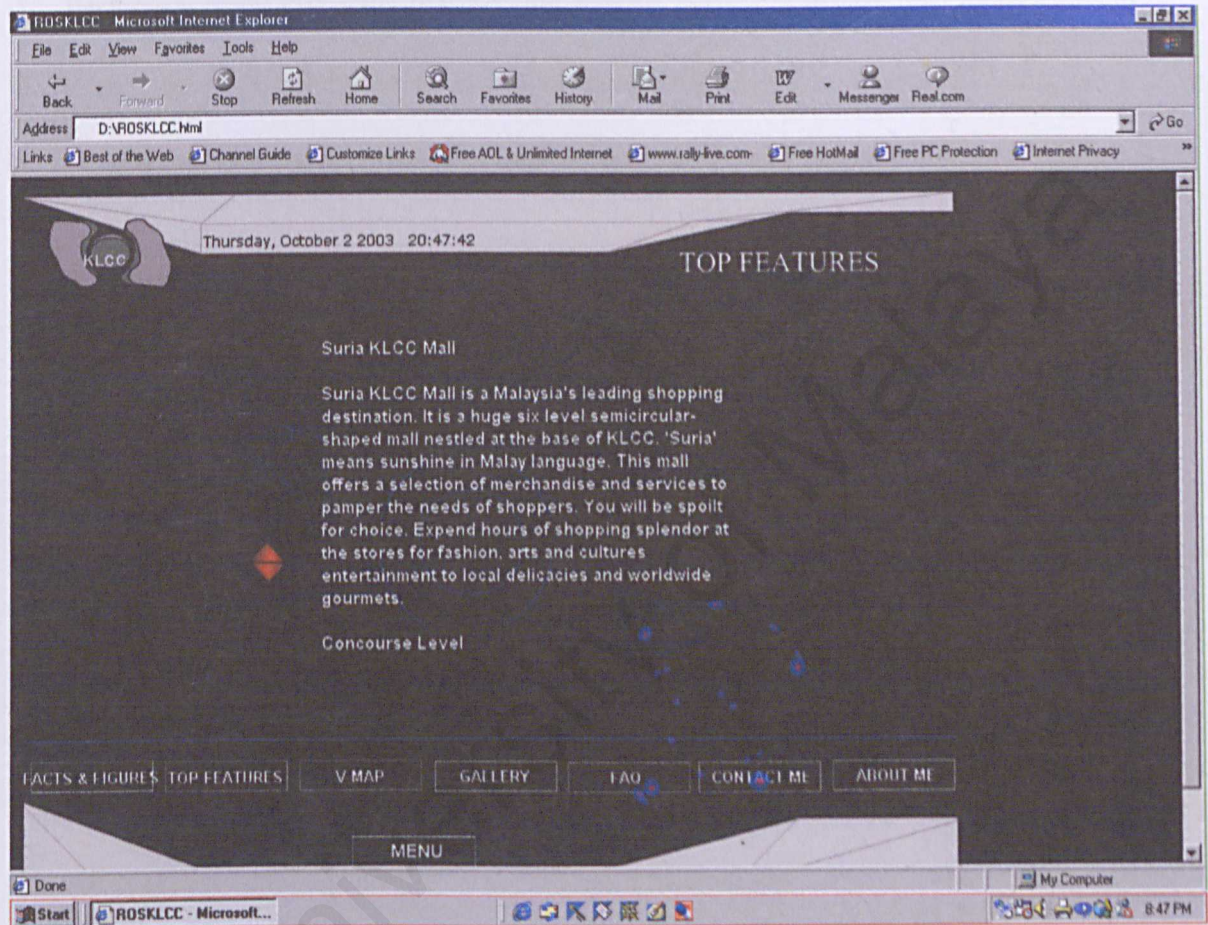 ROSKLCC Microsoft Internet Explorer
File Edit View Favorites Tools Help
Back Forward Stop Refresh Home Search Favorites History Mail Print Edit Messenger Real.com
Address D:\ROSKLCC.html Go
Links Best of the Web Channel Guide Customize Links Free AOL & Unlimited Internet www.rally-live.com- Free HotMail Free PC Protection Internet Privacy »
Thursday, October 2 2003 20:47:42
KLCC
TOP FEATURES
Suria KLCC Mall
Suria KLCC Mall is a Malaysia's leading shopping
destination. It is a huge six level semicircular-
shaped mall nestled at the base of KLCC. 'Suria'
means sunshine in Malay language. This mall
offers a selection of merchandise and services to
pamper the needs of shoppers. You will be spoilt
for choice. Expend hours of shopping splendor at
the stores for fashion, arts and cultures
entertainment to local delicacies and worldwide
gourmets.
Concourse Level
FACTS & FIGURES TOP FEATURES V MAP GALLERY FAQ CONTACT ME ABOUT ME
MENU
Done My Computer
Start ROSKLCC - Microsoft... 8:47 PM